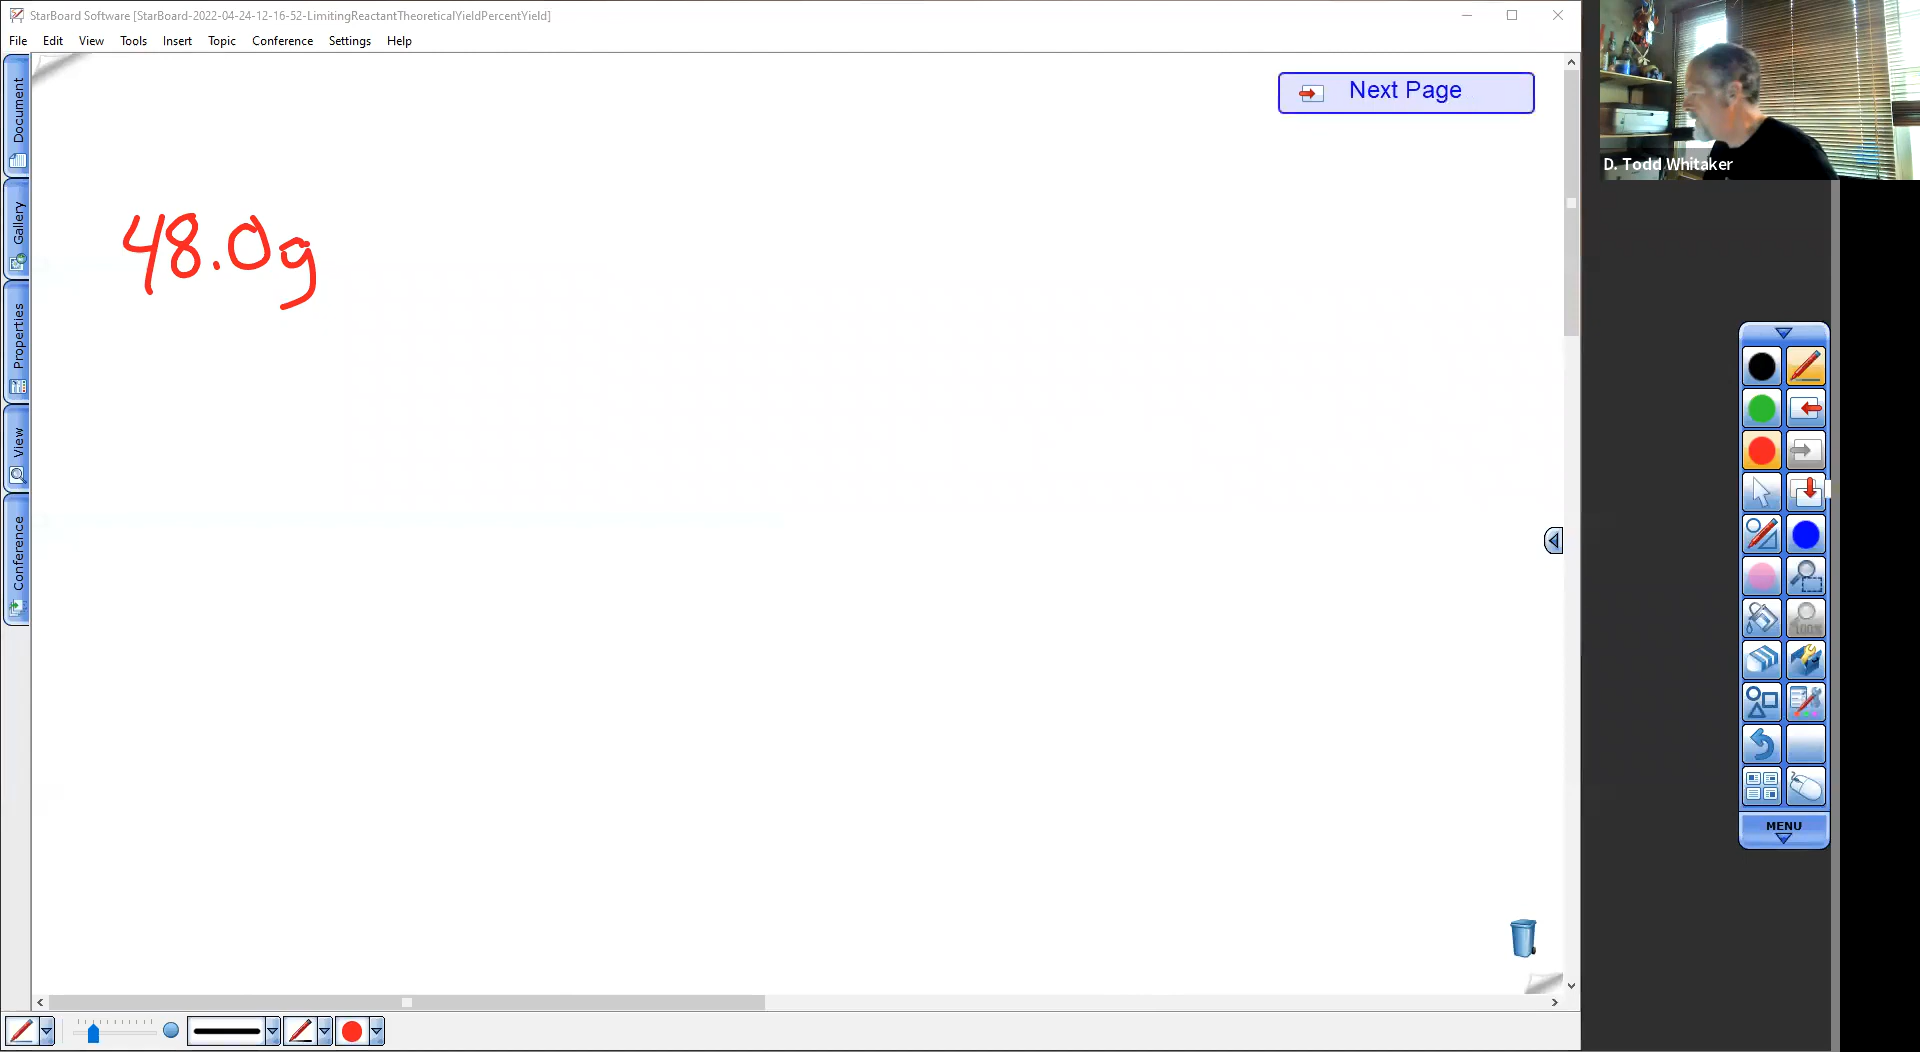 StarBoard Software [StarBoard-2022-04-24-12-16-52-LimitingReactantTheoreticalYieldPercentYield]
File Edit View Tools Insert Topic Conference Settings Help
Document
Gallery
Properties
View
Conference
Next Page
48.0g
D. Todd Whitaker
100%
MENU